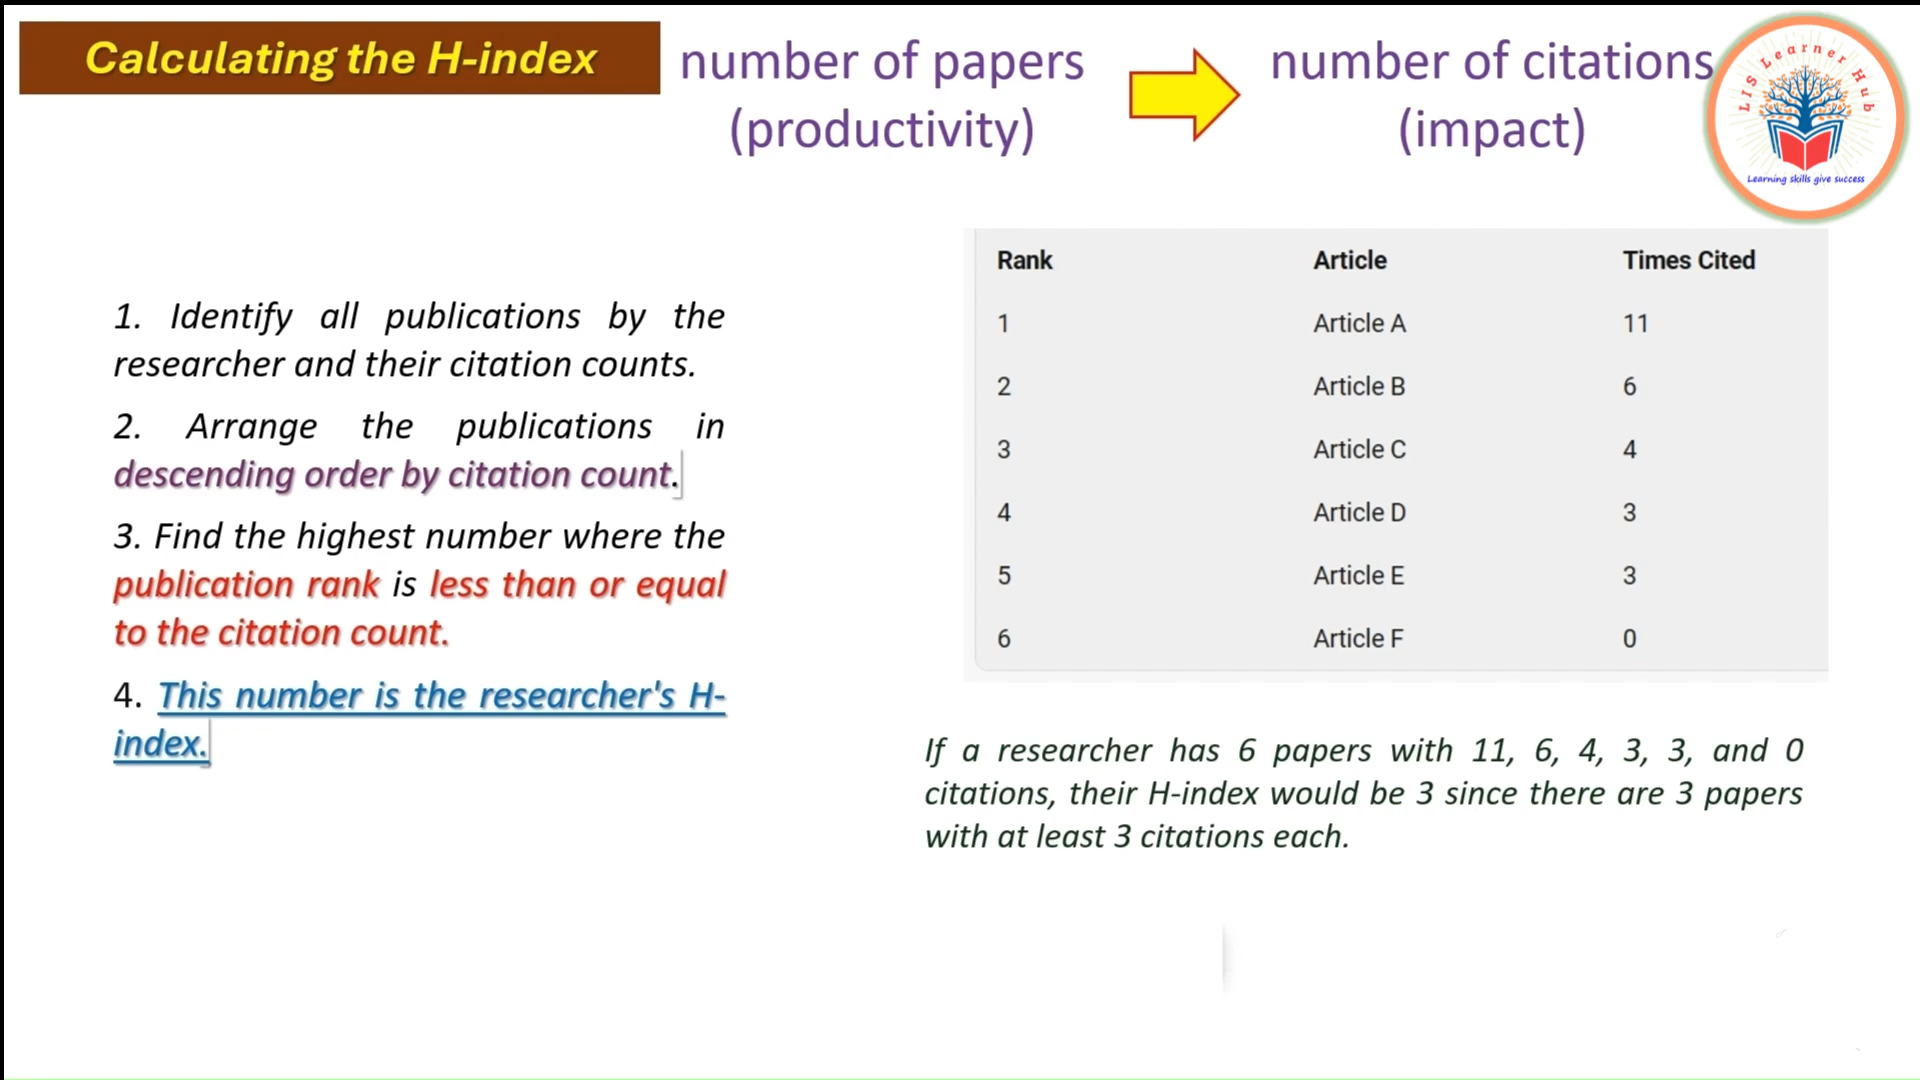 Calculating the H-index
number of papers
(productivity)
number of citations
(impact)
LIS Learner Hub
Learning skills give success
1. Identify all publications by the
researcher and their citation counts.
2. Arrange the publications in
descending order by citation count.
3. Find the highest number where the
publication rank is less than or equal
to the citation count.
4. This number is the researcher's H-
index.
Rank Article Times Cited
1 Article A 11
2 Article B 6
3 Article C 4
4 Article D 3
5 Article E 3
6 Article F 0
If a researcher has 6 papers with 11, 6, 4, 3, 3, and 0
citations, their H-index would be 3 since there are 3 papers
with at least 3 citations each.